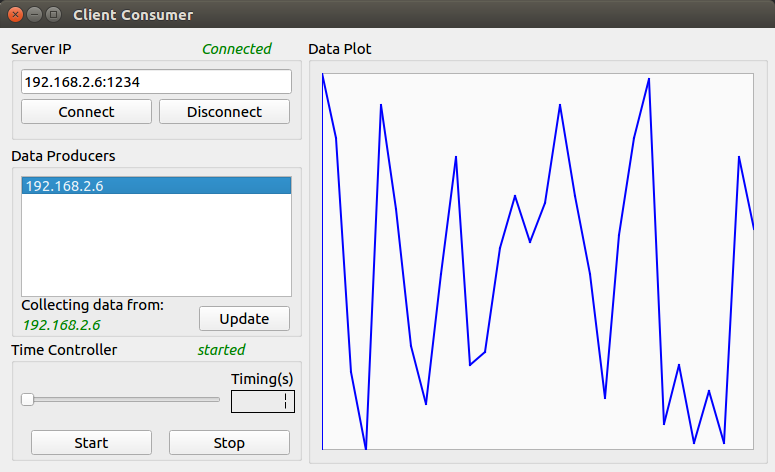 Client Consumer
Server IP
Connected
Data Plot
192.168.2.6:1234
Connect
Disconnect
Data Producers
192.168.2.6
Collecting data from:
192.168.2.6
Update
Time Controller
started
Timing(s)
1
Start
Stop